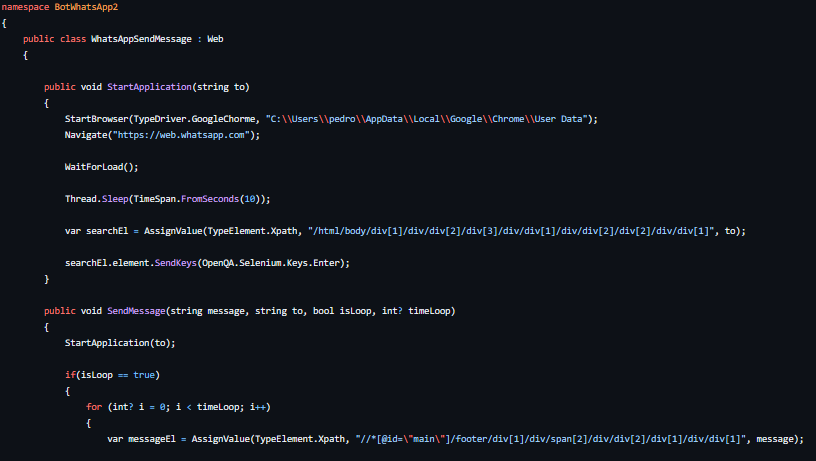 namespace BotWhatsApp2
{
public class WhatsAppSendMessage : Web
{
public void StartApplication(string to)
{
StartBrowser(TypeDriver.GoogleChorme, "C:\\Users\\pedro\\AppData\\Local\\Google\\Chrome\\User Data");
Navigate("https://web.whatsapp.com");
WaitForLoad();
Thread.Sleep(TimeSpan.FromSeconds(10));
var searchEl = AssignValue(TypeElement.Xpath, "/html/body/div[1]/div/div[2]/div[3]/div/div[1]/div/div[2]/div[2]/div/div[1]", to);
searchEl.element.SendKeys(OpenQA.Selenium.Keys.Enter);
}
public void SendMessage(string message, string to, bool isLoop, int? timeLoop)
{
StartApplication(to);
if(isLoop == true)
{
for (int? i = 0; i < timeLoop; i++)
{
var messageEl = AssignValue(TypeElement.Xpath, "//*[@id=\"main\"]/footer/div[1]/div/span[2]/div/div[2]/div[1]/div/div[1]", message);